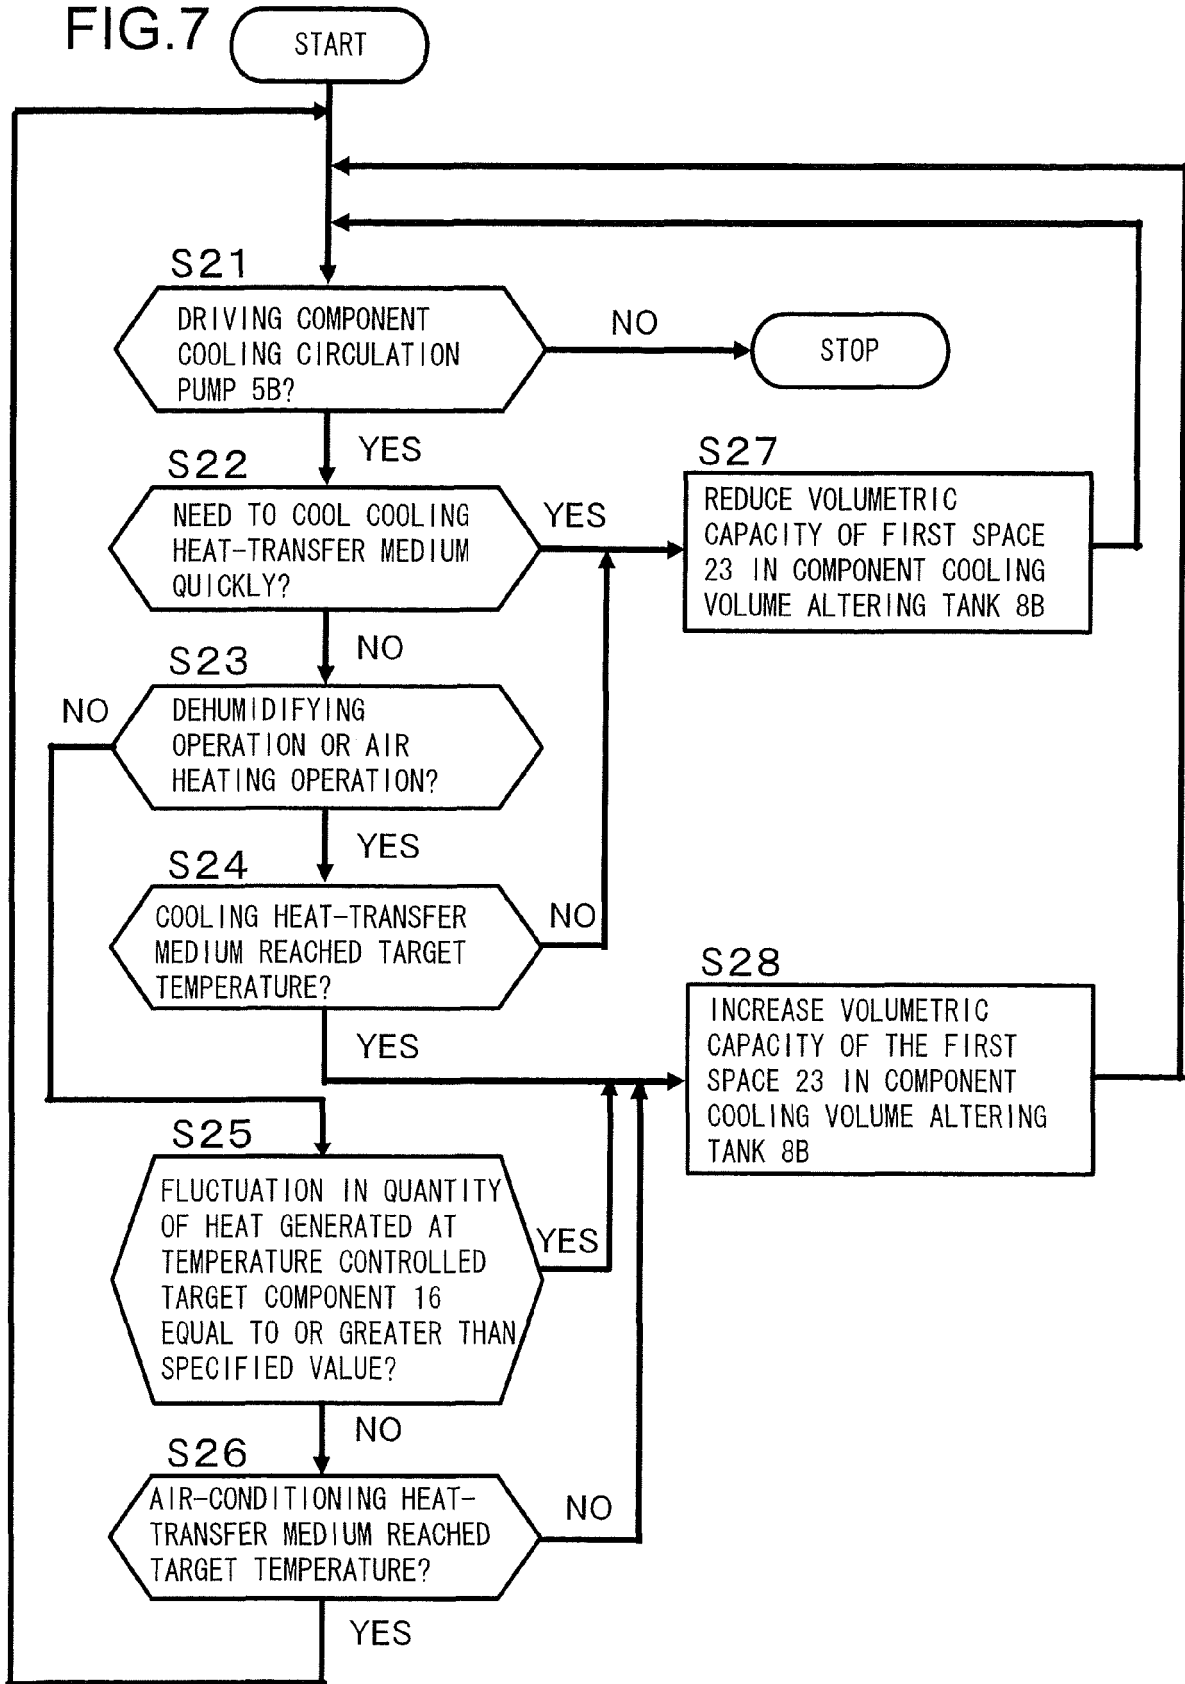 FIG.7
START
S21
DRIVING COMPONENT
COOLING CIRCULATION
PUMP 5B?
NO
STOP
YES
S22
NEED TO COOL COOLING
HEAT-TRANSFER MEDIUM
QUICKLY?
YES
S27
REDUCE VOLUMETRIC
CAPACITY OF FIRST SPACE
23 IN COMPONENT COOLING
VOLUME ALTERING TANK 8B
NO
S23
NO
DEHUMIDIFYING
OPERATION OR AIR
HEATING OPERATION?
YES
S24
COOLING HEAT-TRANSFER
MEDIUM REACHED TARGET
TEMPERATURE?
NO
YES
S28
INCREASE VOLUMETRIC
CAPACITY OF THE FIRST
SPACE 23 IN COMPONENT
COOLING VOLUME ALTERING
TANK 8B
S25
FLUCTUATION IN QUANTITY
OF HEAT GENERATED AT
TEMPERATURE CONTROLLED
TARGET COMPONENT 16
EQUAL TO OR GREATER THAN
SPECIFIED VALUE?
YES
NO
S26
AIR-CONDITIONING HEAT-
TRANSFER MEDIUM REACHED
TARGET TEMPERATURE?
NO
YES